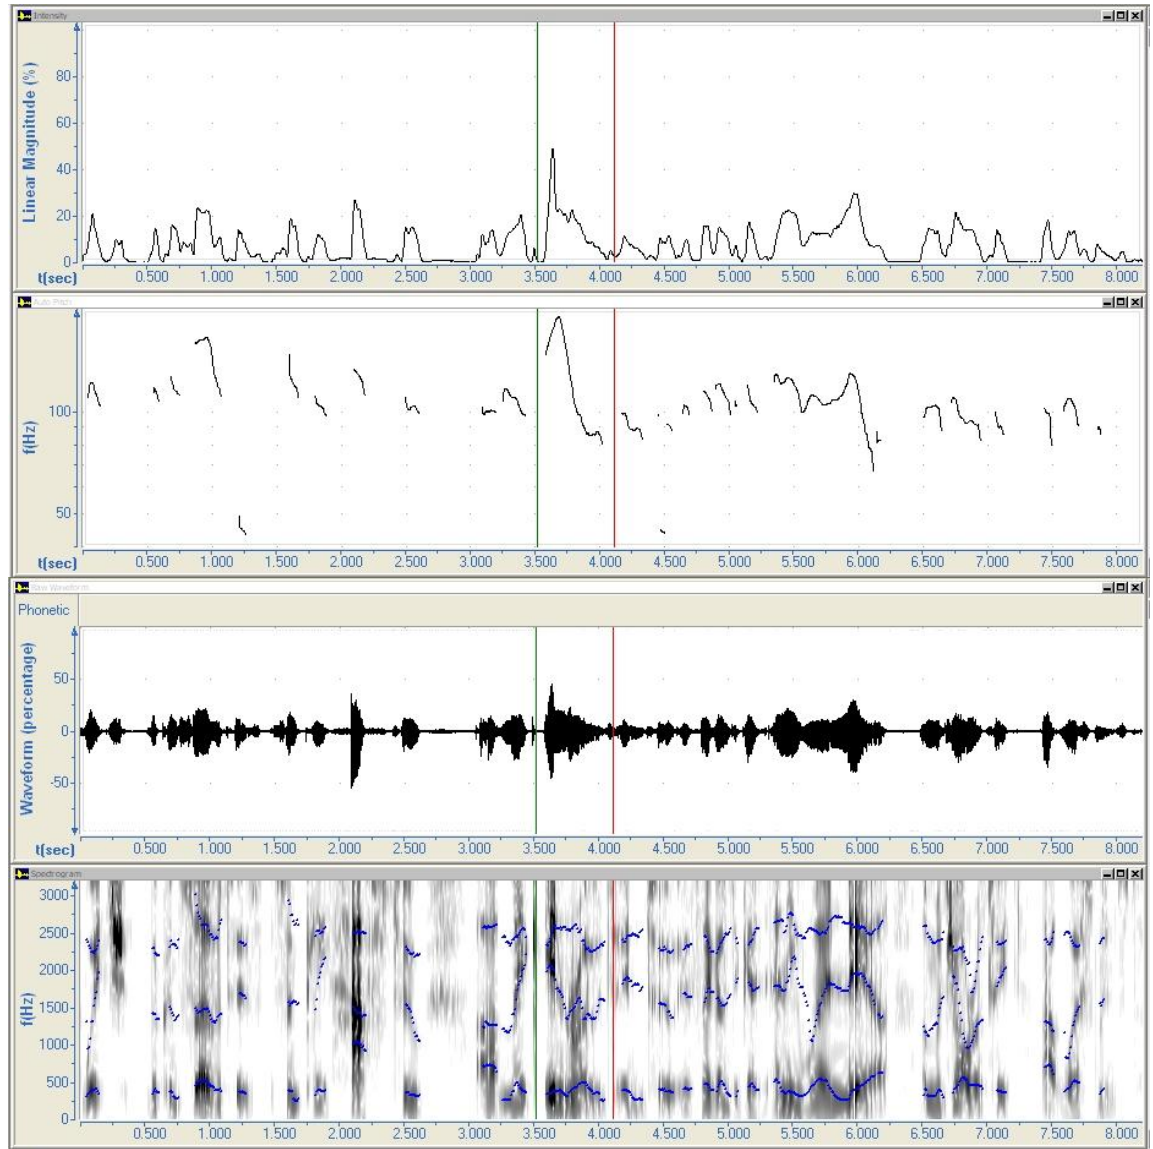 Intensity
Linear Magnitude (%)
80
60
40
20
0
t(sec) 0.500 1.000 1.500 2.000 2.500 3.000 3.500 4.000 4.500 5.000 5.500 6.000 6.500 7.000 7.500 8.000
Auto Pitch
f(Hz)
100
50
t(sec) 0.500 1.000 1.500 2.000 2.500 3.000 3.500 4.000 4.500 5.000 5.500 6.000 6.500 7.000 7.500 8.000
Raw Waveform
Phonetic
Waveform (percentage)
50
0
-50
t(sec) 0.500 1.000 1.500 2.000 2.500 3.000 3.500 4.000 4.500 5.000 5.500 6.000 6.500 7.000 7.500 8.000
Spectrogram
f(Hz)
3000
2500
2000
1500
1000
500
0
t(sec) 0.500 1.000 1.500 2.000 2.500 3.000 3.500 4.000 4.500 5.000 5.500 6.000 6.500 7.000 7.500 8.000